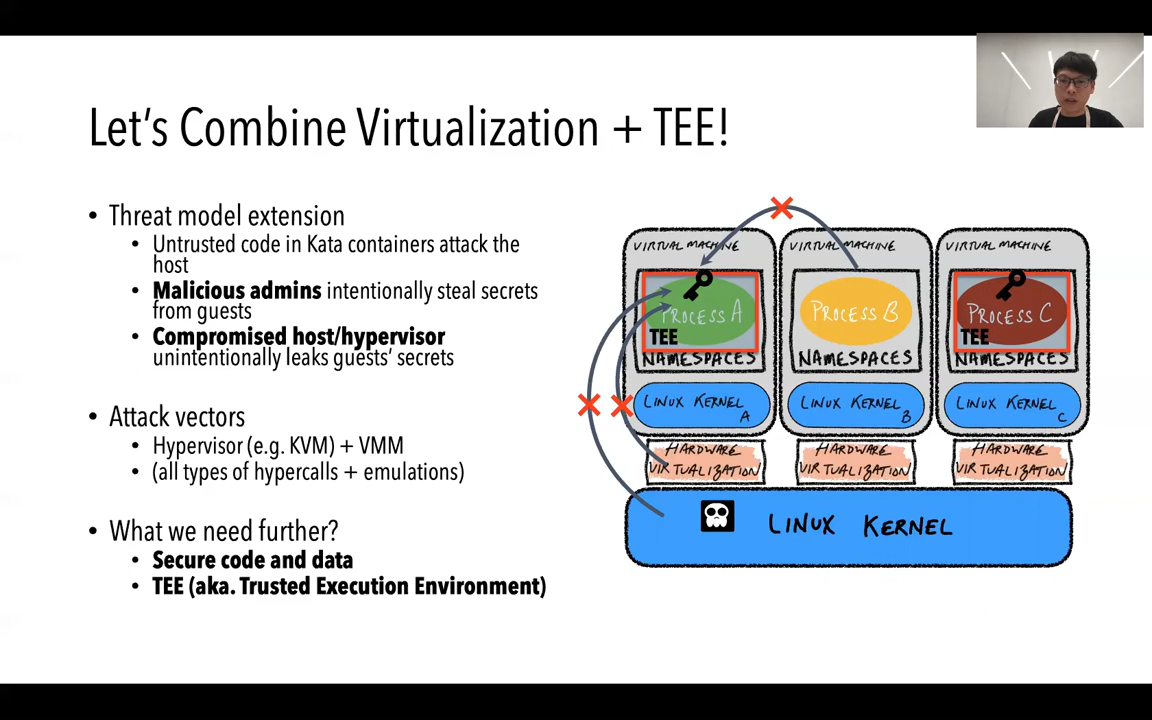 Let's Combine Virtualization + TEE!
• Threat model extension
• Untrusted code in Kata containers attack the
host
• Malicious admins intentionally steal secrets
from guests
• Compromised host/hypervisor
unintentionally leaks guests' secrets
• Attack vectors
• Hypervisor (e.g. KVM) + VMM
• (all types of hypercalls + emulations)
• What we need further?
• Secure code and data
• TEE (aka. Trusted Execution Environment)
VIRTUAL MACHINE
PROCESS A
TEE
NAMESPACES
LINUX KERNEL A
HARDWARE
VIRTUALIZATION
VIRTUAL MACHINE
PROCESS B
NAMESPACES
LINUX KERNEL B
HARDWARE
VIRTUALIZATION
VIRTUAL MACHINE
PROCESS C
TEE
NAMESPACES
LINUX KERNEL C
HARDWARE
VIRTUALIZATION
LINUX KERNEL